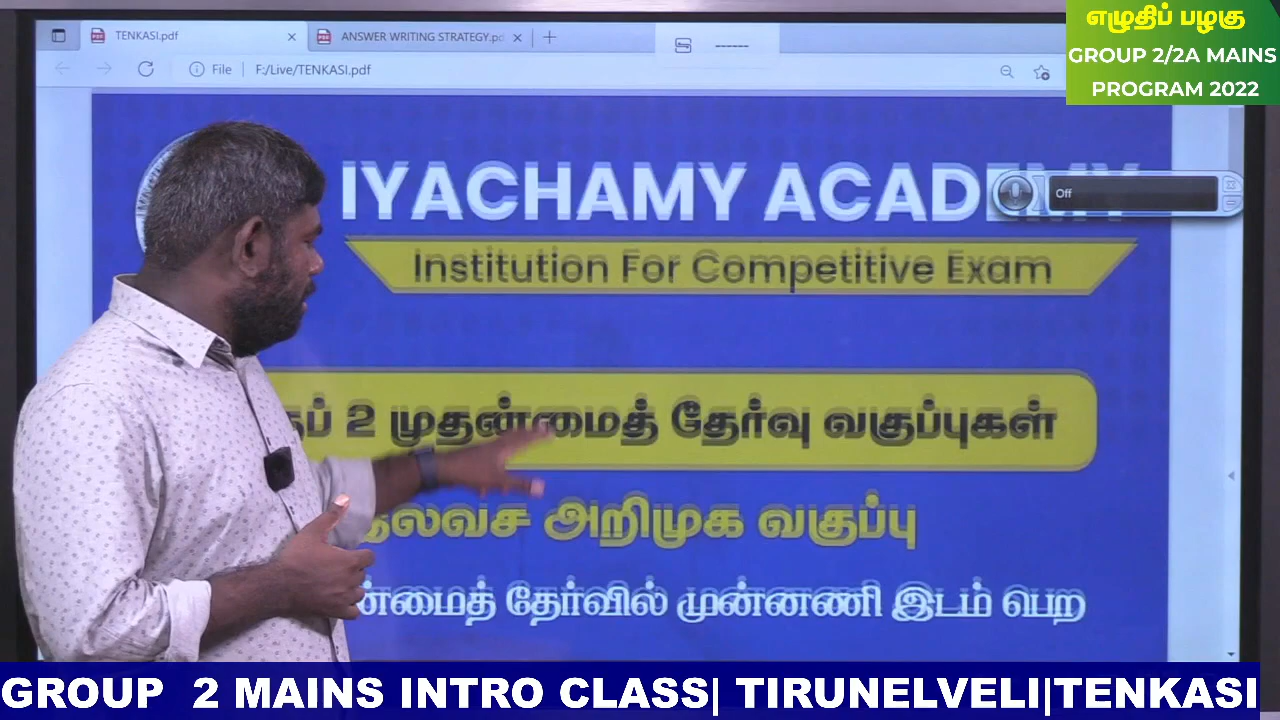 எழுதிப் பழகு
GROUP 2/2A MAINS
PROGRAM 2022
TENKASI.pdf
ANSWER WRITING STRATEGY.pd
File F:/Live/TENKASI.pdf
IYACHAMY ACADEMY
Off
Institution For Competitive Exam
2 முதன்மைத் தேர்வு வகுப்புகள்
அறிமுக வகுப்பு
தேர்வில் முன்னணி இடம் பெற
GROUP 2 MAINS INTRO CLASS| TIRUNELVELI|TENKASI